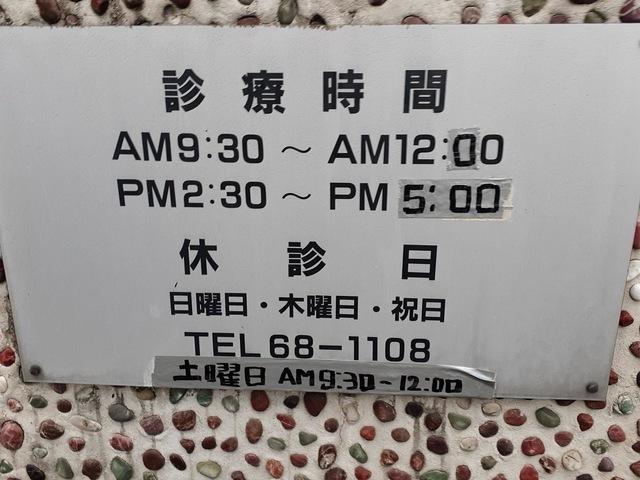 診療時間
AM9:30 ～ AM12:00
PM2:30 ～ PM 5:00
休診日
日曜日・木曜日・祝日
TEL 68-1108
土曜日 AM9:30~12:00